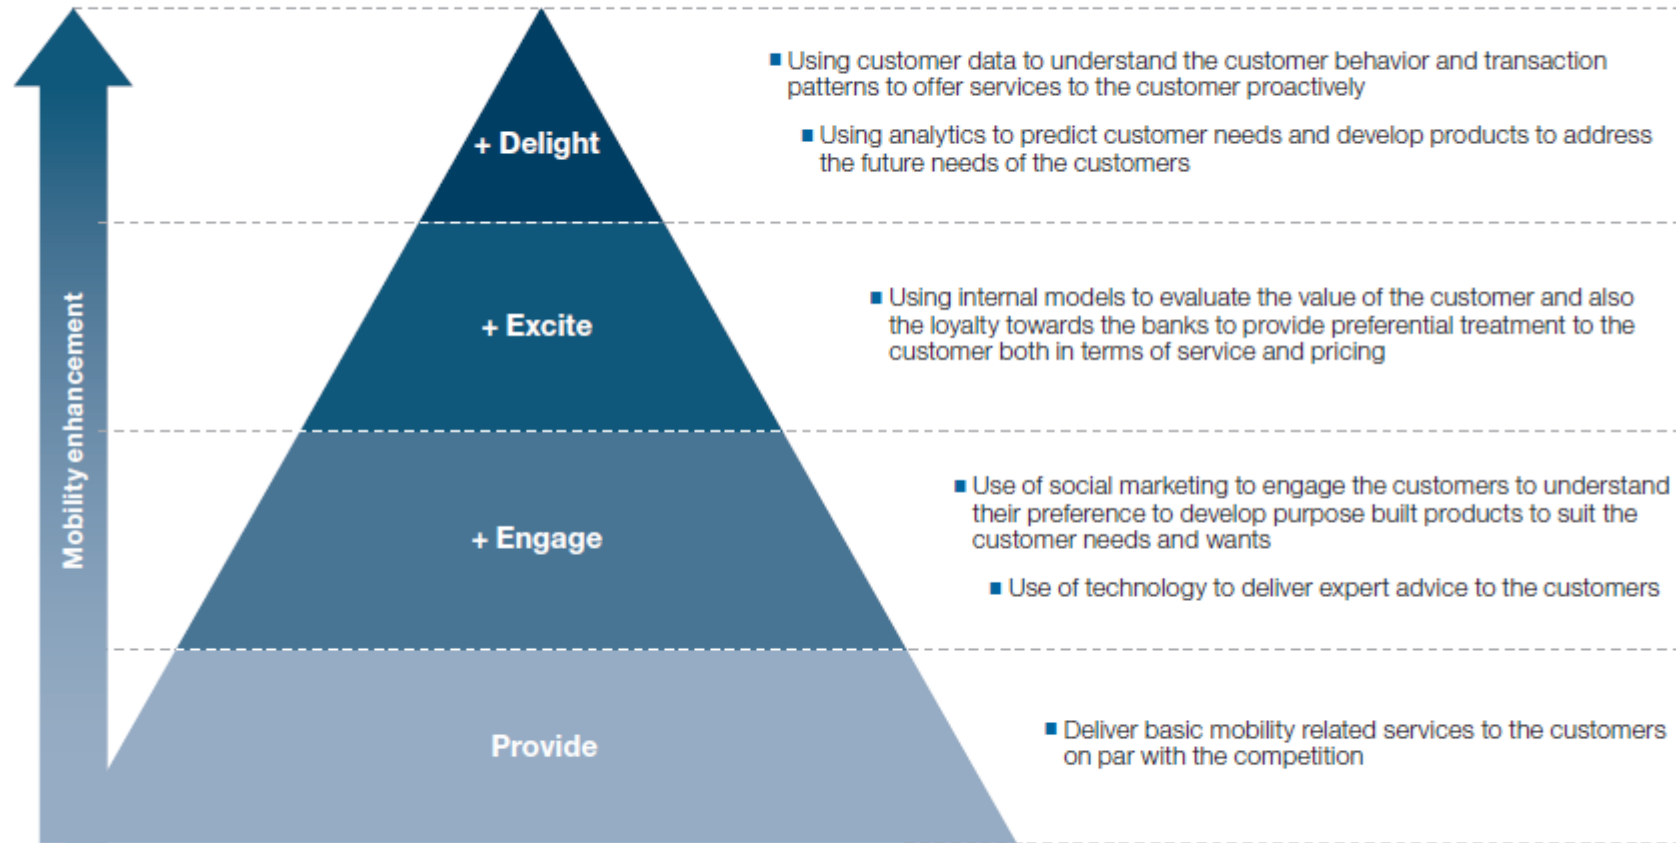 Using customer data to understand the customer behavior and transaction
patterns to offer services to the customer proactively
Using analytics to predict customer needs and develop products to address
the future needs of the customers
+ Delight
Using internal models to evaluate the value of the customer and also
the loyalty towards the banks to provide preferential treatment to the
customer both in terms of service and pricing
+ Excite
Mobility enhancement
Use of social marketing to engage the customers to understand
their preference to develop purpose built products to suit the
customer needs and wants
Use of technology to deliver expert advice to the customers
+ Engage
Deliver basic mobility related services to the customers
on par with the competition
Provide